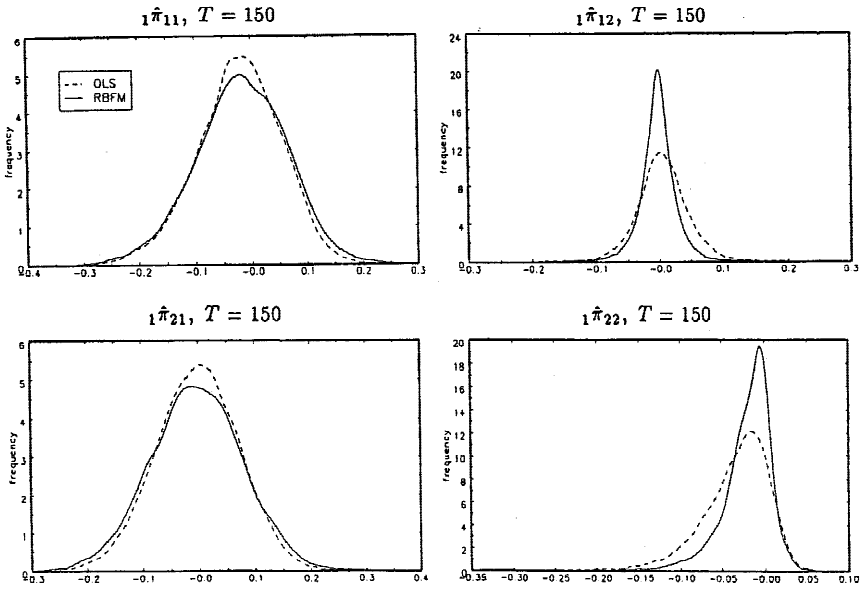 ₁π̂₁₁, T = 150
₁π̂₁₂, T = 150
6
5
4
3
2
1
0
frequency
OLS
RBFM
-0.4 -0.3 -0.2 -0.1 -0.0 0.1 0.2 0.3
24
20
16
12
8
4
0
frequency
-0.3 -0.2 -0.1 -0.0 0.1 0.2 0.3
₁π̂₂₁, T = 150
₁π̂₂₂, T = 150
6
5
4
3
2
1
0
frequency
-0.3 -0.2 -0.1 -0.0 0.1 0.2 0.3 0.4
20
18
16
14
12
10
8
6
4
2
0
frequency
-0.35 -0.30 -0.25 -0.20 -0.15 -0.10 -0.05 -0.00 0.05 0.10